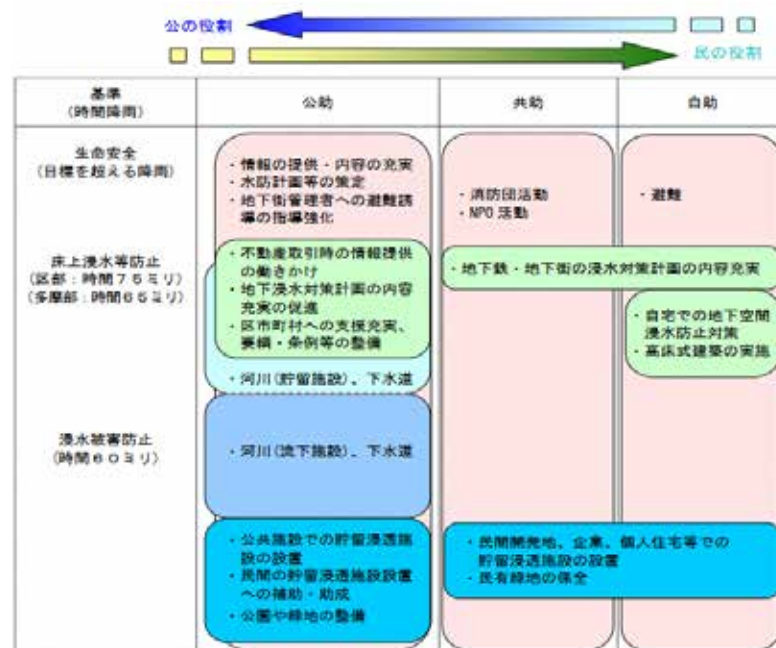 公の役割
民の役割
基準
(時間降雨)
公助
共助
自助
生命安全
(目標を超える降雨)
・情報の提供・内容の充実
・水防計画等の策定
・地下街管理者への避難誘
導の指導強化
・消防団活動
・NPO 活動
・避難
床上浸水等防止
(区部：時間75ミリ)
(多摩部：時間65ミリ)
・不動産取引時の情報提供
の働きかけ
・地下浸水対策計画の内容
充実の促進
・区市町村への支援充実、
要綱・条例等の整備
・地下鉄・地下街の浸水対策計画の内容充実
・自宅での地下空間
浸水防止対策
・高床式建築の実施
・河川(貯留施設)、下水道
浸水被害防止
(時間60ミリ)
・河川(流下施設)、下水道
・公共施設での貯留浸透施
設の設置
・民間の貯留浸透施設設置
への補助・助成
・公園や緑地の整備
・民間開発地、企業、個人住宅等での
貯留浸透施設の設置
・民有緑地の保全